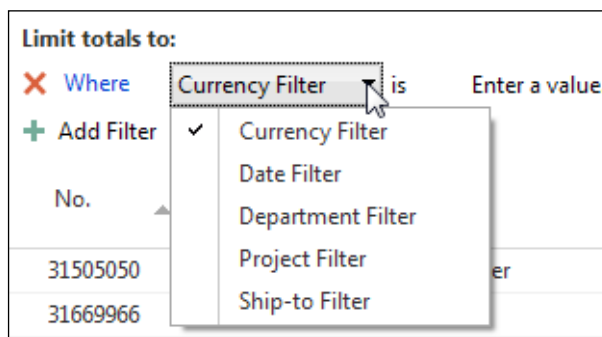 Limit totals to:
Where Currency Filter is Enter a value
Add Filter Currency Filter
Date Filter
No. Department Filter
Project Filter
31505050 er
Ship-to Filter
31669966